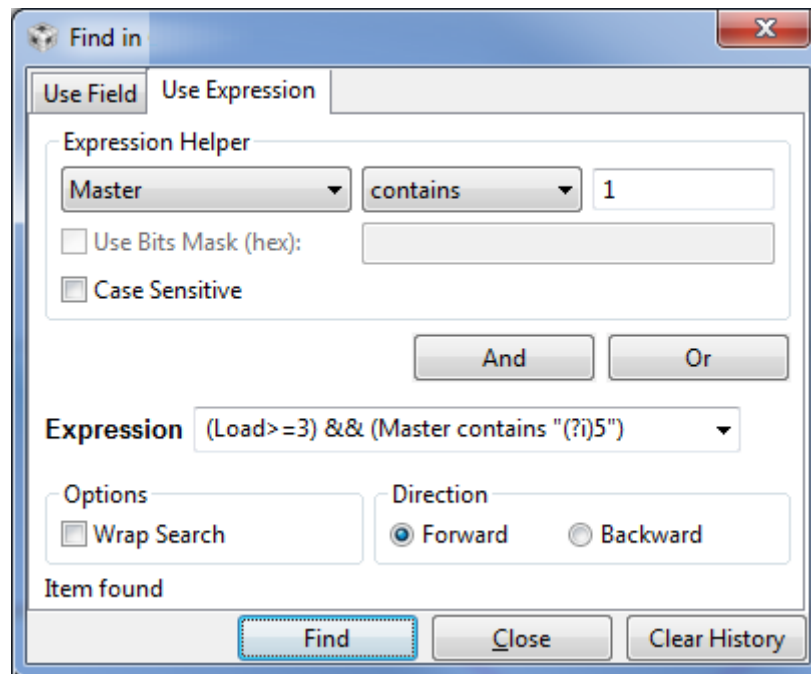 Find in
Use Field Use Expression
Expression Helper
Master contains 1
Use Bits Mask (hex):
Case Sensitive
And Or
Expression (Load>=3) && (Master contains "(?i)5")
Options Direction
Wrap Search Forward Backward
Item found
Find Close Clear History